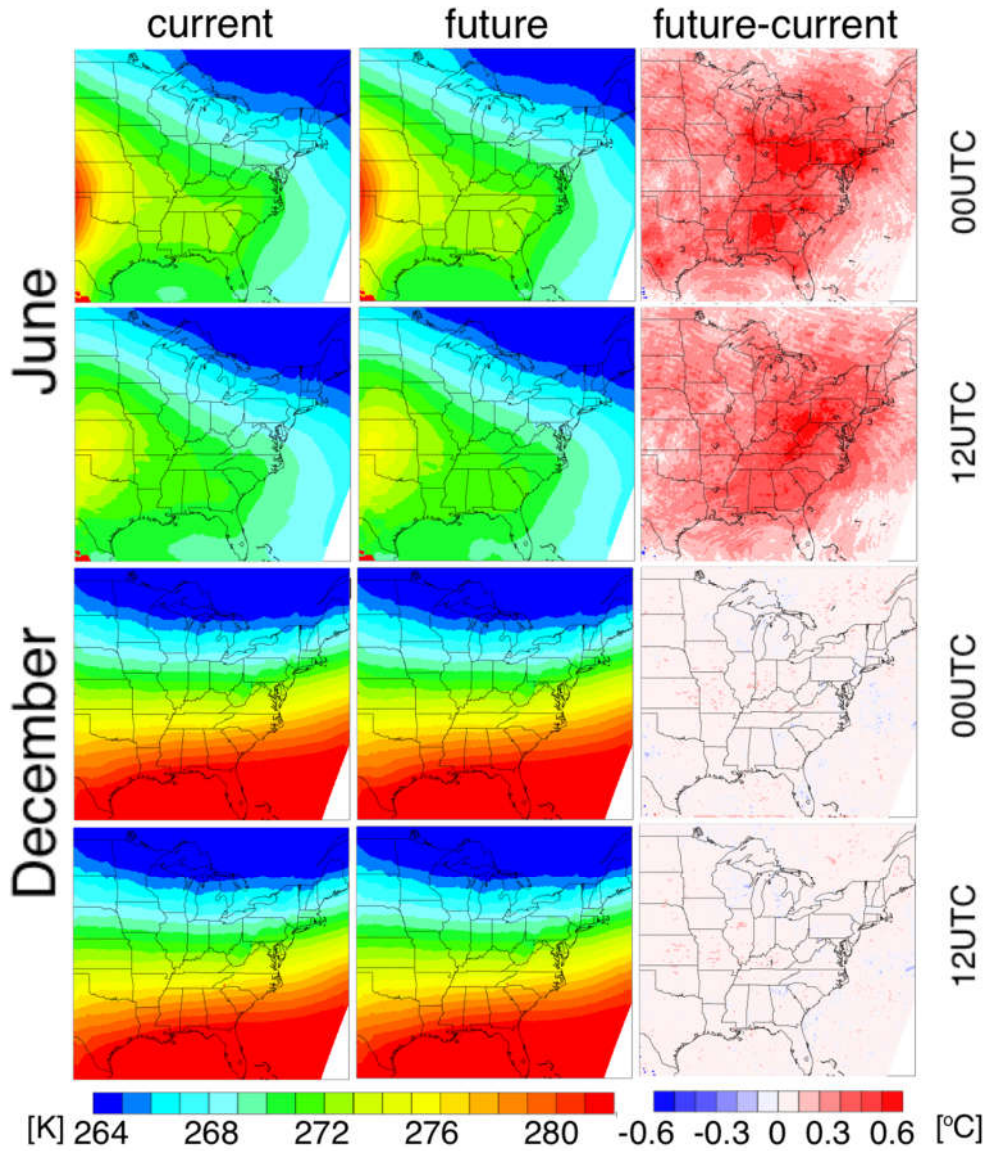 current future future-current
June
00UTC
12UTC
December
00UTC
12UTC
[K] 264 268 272 276 280 -0.6 -0.3 0 0.3 0.6 [°C]